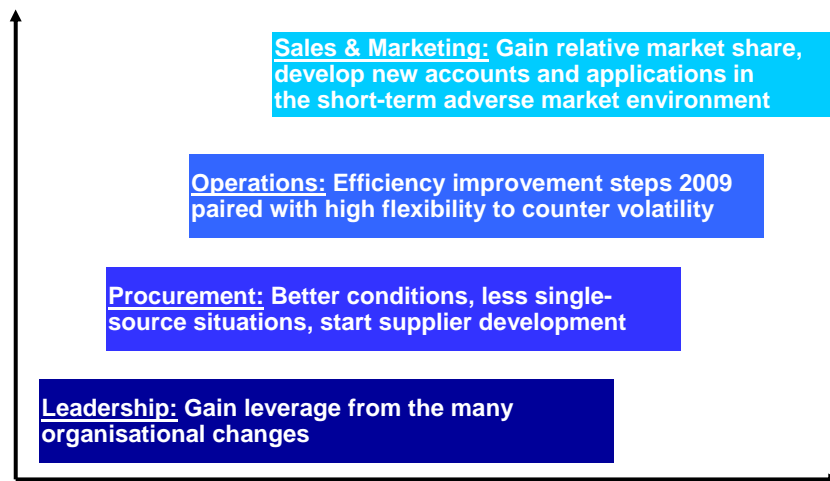 Sales & Marketing: Gain relative market share,
develop new accounts and applications in
the short-term adverse market environment
Operations: Efficiency improvement steps 2009
paired with high flexibility to counter volatility
Procurement: Better conditions, less single-
source situations, start supplier development
Leadership: Gain leverage from the many
organisational changes